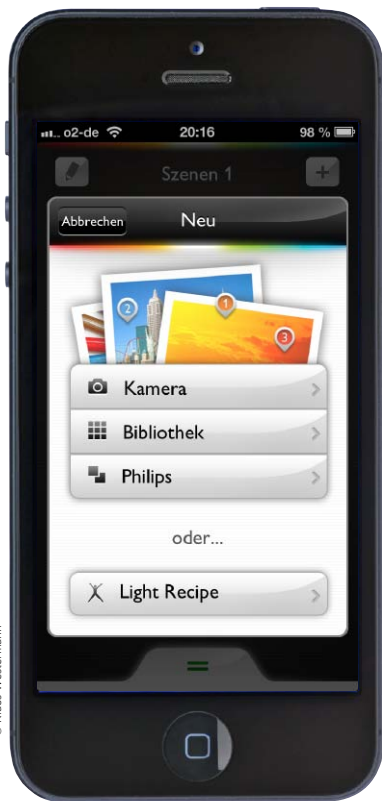 o2-de 20:16 98 %
Szenen 1
Abbrechen Neu
2 1
3
Kamera
Bibliothek
Philips
oder...
Light Recipe